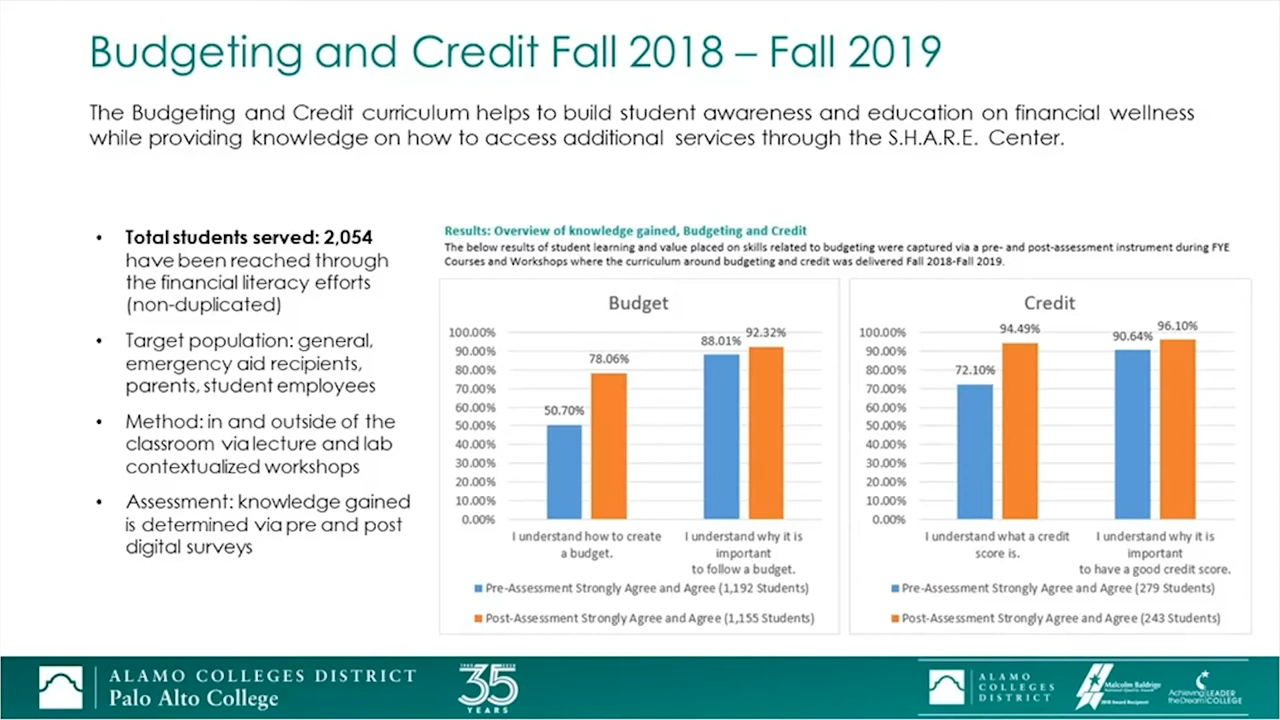 Budgeting and Credit Fall 2018 – Fall 2019
The Budgeting and Credit curriculum helps to build student awareness and education on financial wellness
while providing knowledge on how to access additional services through the S.H.A.R.E. Center.
• Total students served: 2,054
have been reached through
the financial literacy efforts
(non-duplicated)
• Target population: general,
emergency aid recipients,
parents, student employees
• Method: in and outside of the
classroom via lecture and lab
contextualized workshops
• Assessment: knowledge gained
is determined via pre and post
digital surveys
Results: Overview of knowledge gained, Budgeting and Credit
The below results of student learning and value placed on skills related to budgeting were captured via a pre- and post-assessment instrument during FYE
Courses and Workshops where the curriculum around budgeting and credit was delivered Fall 2018-Fall 2019.
Budget
100.00%
90.00%
80.00%
70.00%
60.00%
50.00%
40.00%
30.00%
20.00%
10.00%
0.00%
50.70%
78.06%
88.01%
92.32%
I understand how to create
a budget.
I understand why it is
important
to follow a budget.
Pre-Assessment Strongly Agree and Agree (1,192 Students)
Post-Assessment Strongly Agree and Agree (1,155 Students)
Credit
100.00%
90.00%
80.00%
70.00%
60.00%
50.00%
40.00%
30.00%
20.00%
10.00%
0.00%
72.10%
94.49%
90.64%
96.10%
I understand what a credit
score is.
I understand why it is
important
to have a good credit score.
Pre-Assessment Strongly Agree and Agree (279 Students)
Post-Assessment Strongly Agree and Agree (243 Students)
ALAMO COLLEGES DISTRICT
Palo Alto College
35
YEARS
ALAMO
COLLEGES
DISTRICT
Malcolm Baldrige
National Quality Award
2018 Award Recipient
Achieving
the Dream
LEADER
COLLEGE